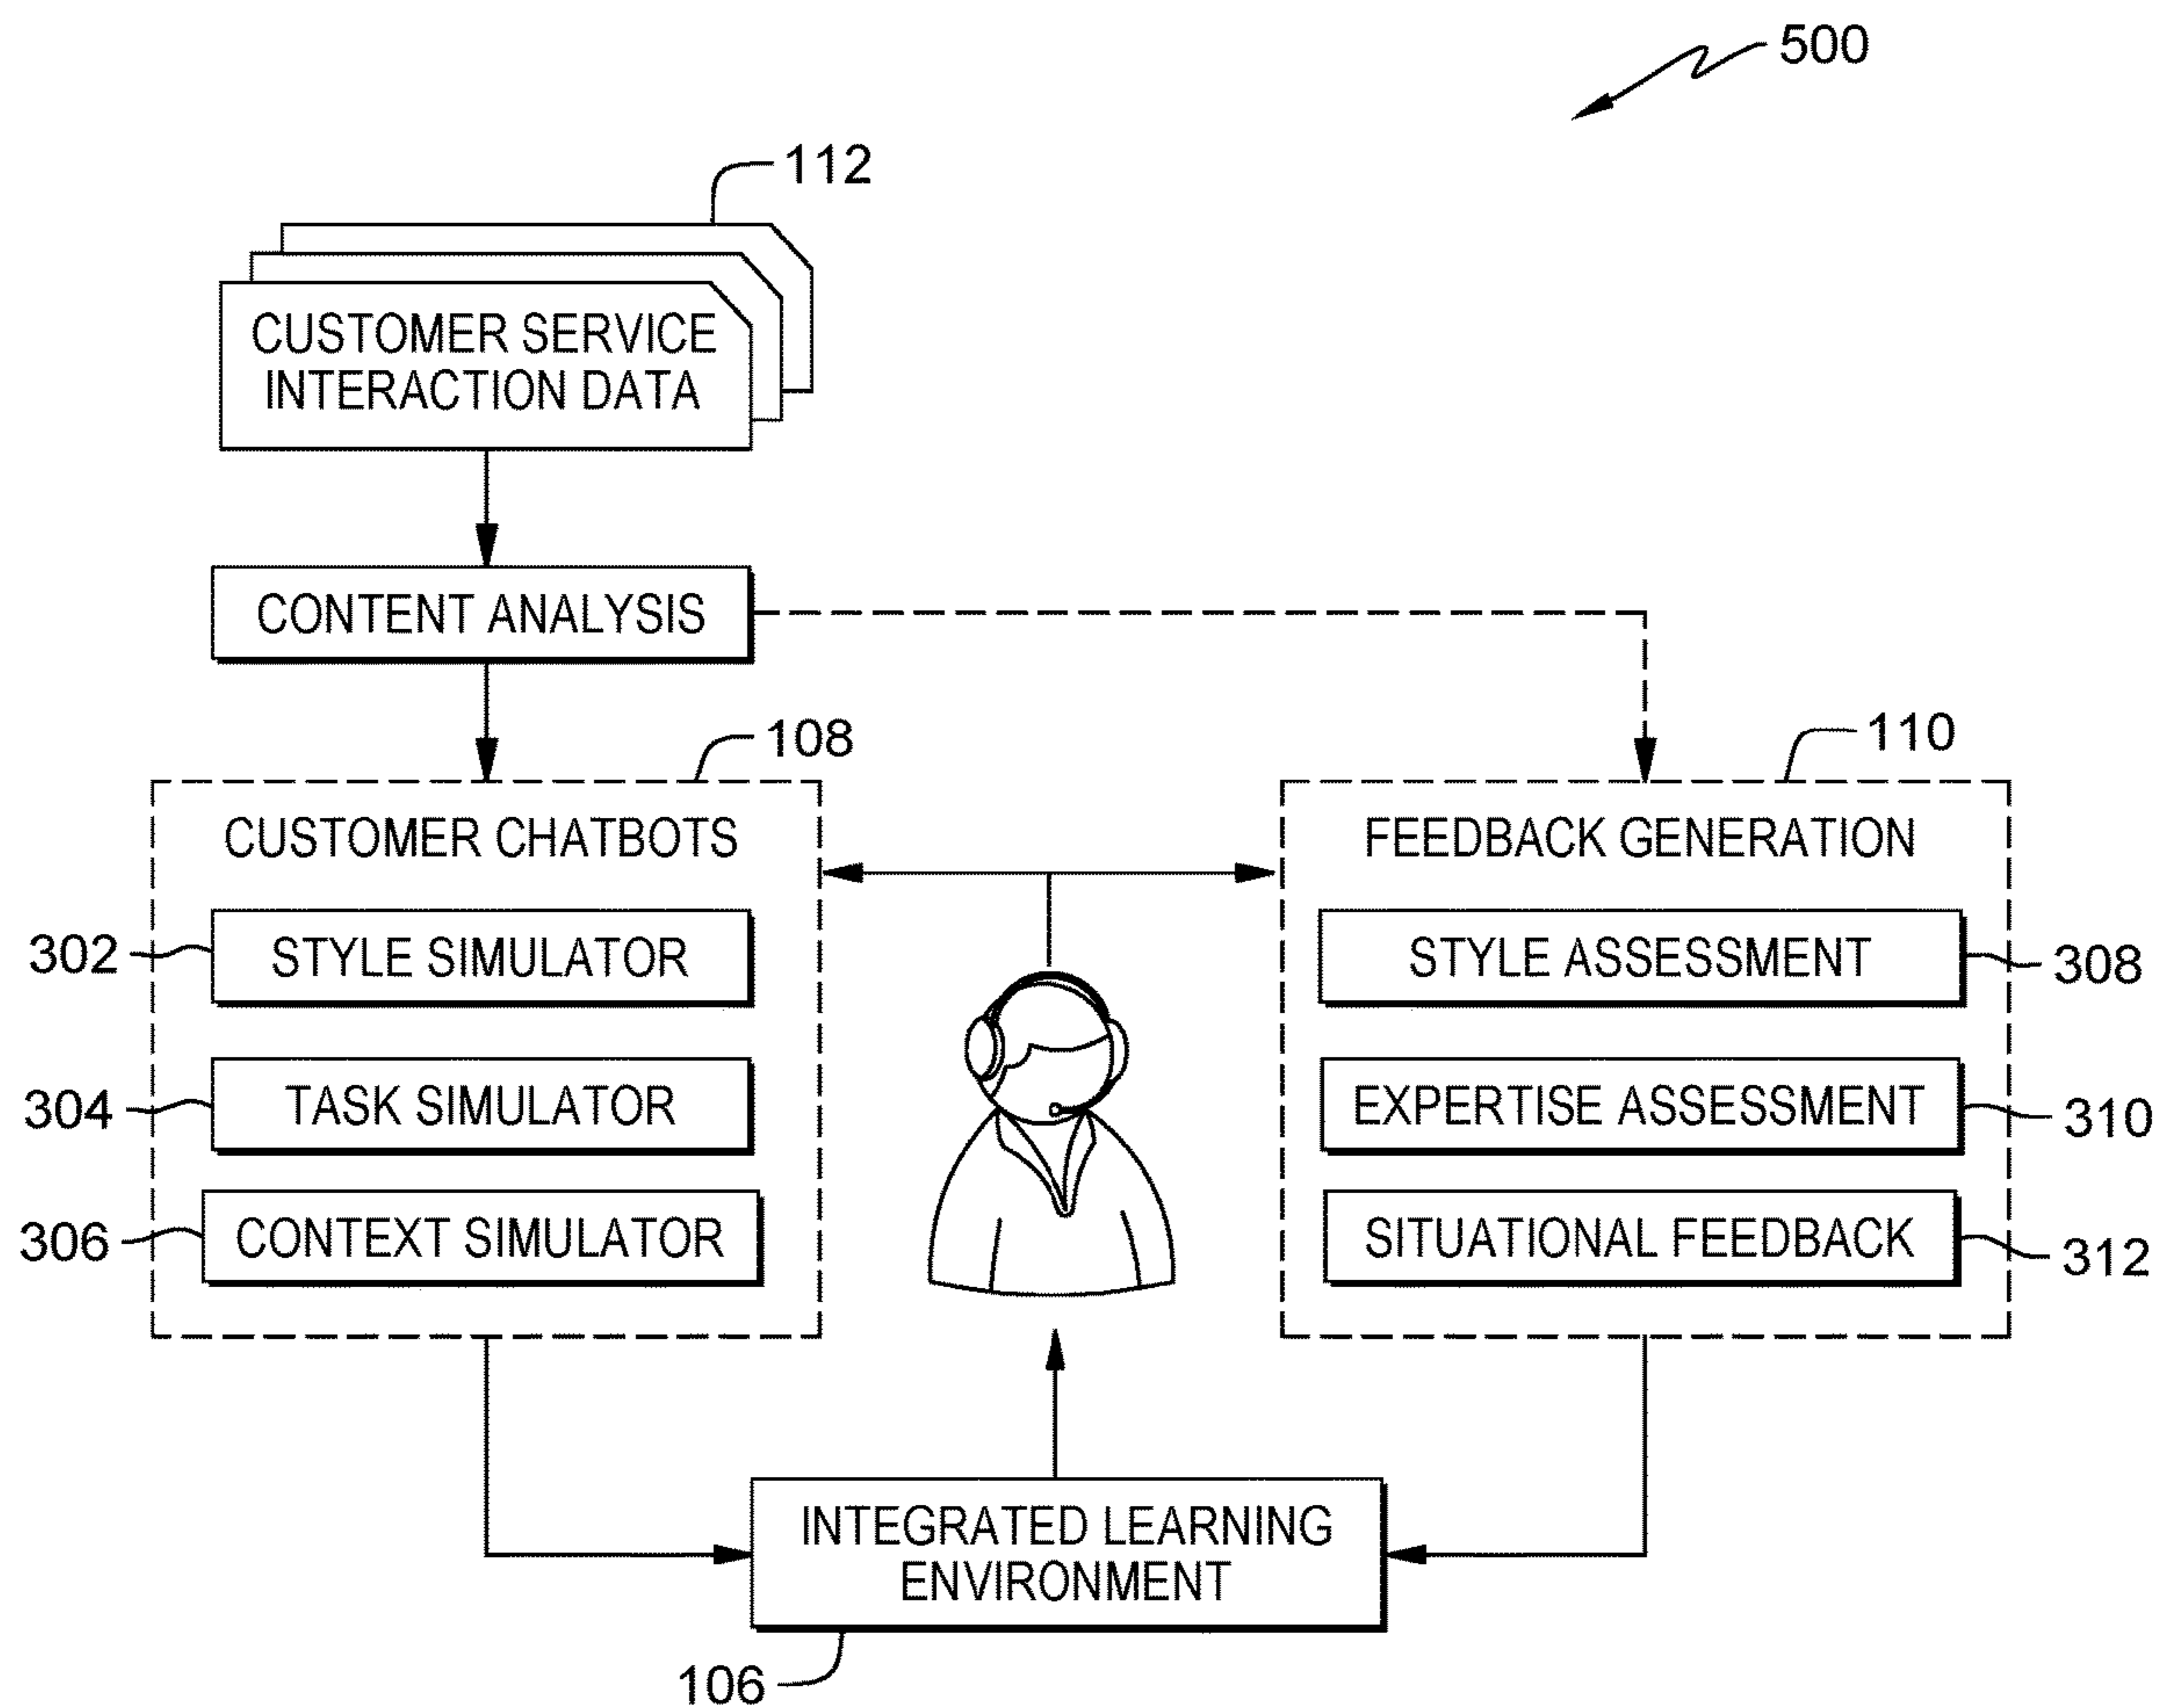 500
112
CUSTOMER SERVICE
INTERACTION DATA
CONTENT ANALYSIS
108
110
CUSTOMER CHATBOTS
FEEDBACK GENERATION
302
STYLE SIMULATOR
STYLE ASSESSMENT
308
304
TASK SIMULATOR
EXPERTISE ASSESSMENT
310
306
CONTEXT SIMULATOR
SITUATIONAL FEEDBACK
312
INTEGRATED LEARNING
ENVIRONMENT
106